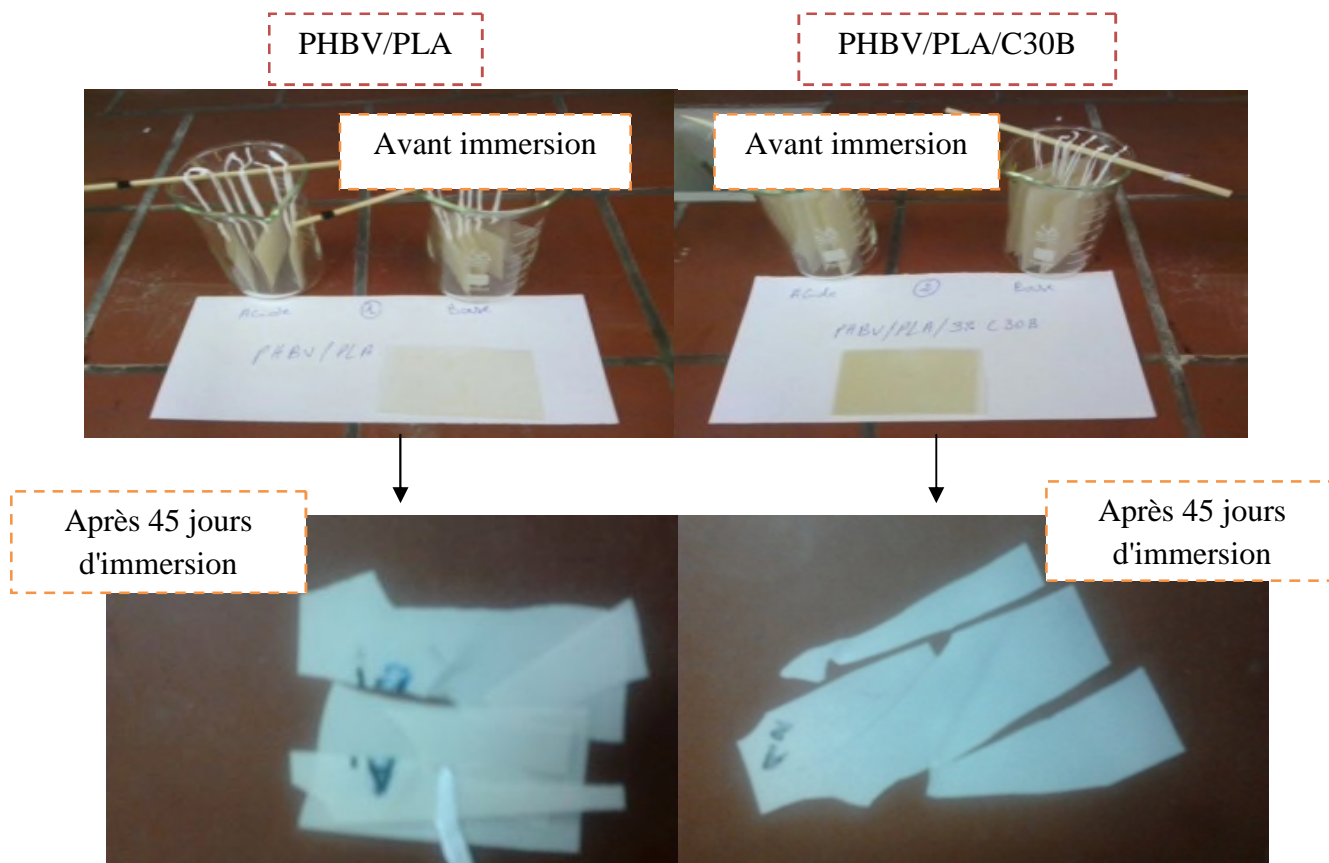 PHBV/PLA
PHBV/PLA/C30B
Avant immersion
Avant immersion
Acide
1
Base
PHBV/PLA
Acide
2
Base
PHBV/PLA/3% C30B
Après 45 jours
d'immersion
Après 45 jours
d'immersion
A